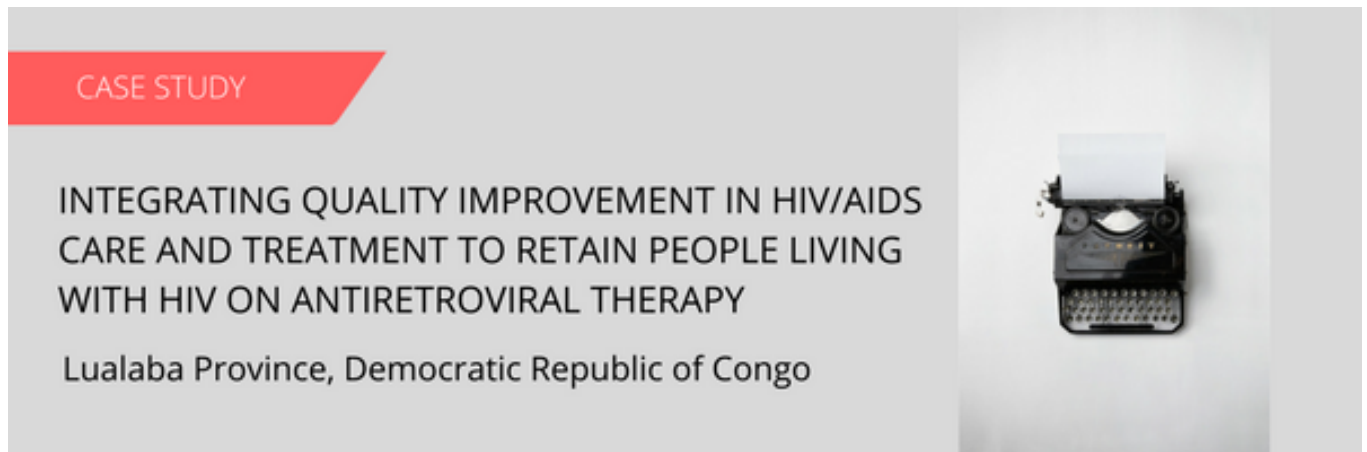 CASE STUDY
INTEGRATING QUALITY IMPROVEMENT IN HIV/AIDS
CARE AND TREATMENT TO RETAIN PEOPLE LIVING
WITH HIV ON ANTIRETROVIRAL THERAPY
Lualaba Province, Democratic Republic of Congo